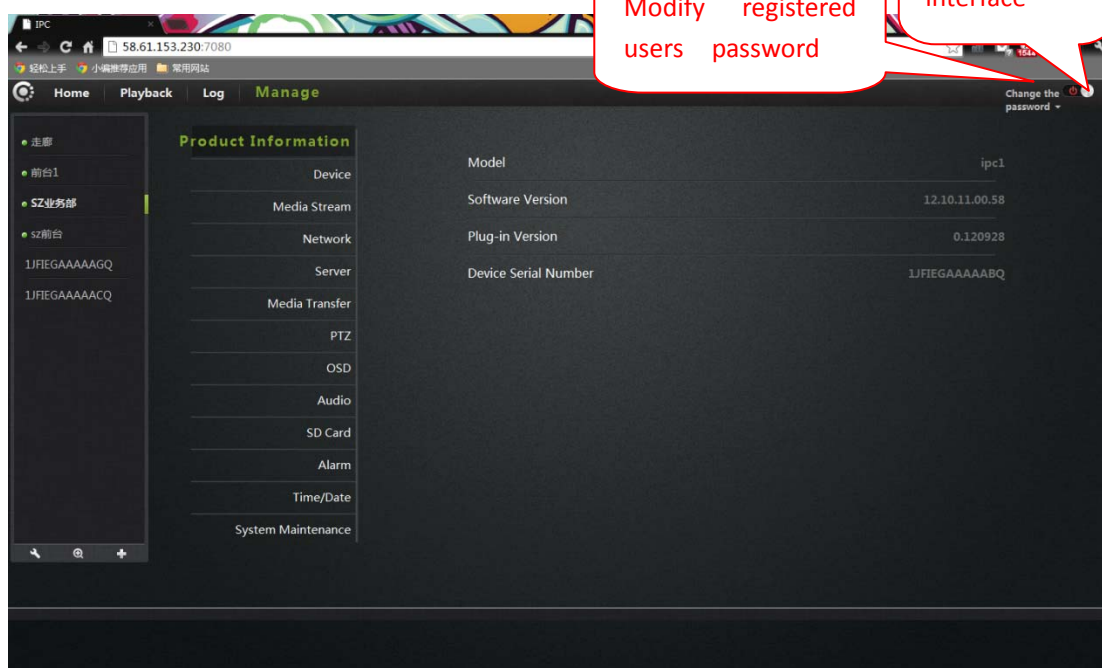 Modify registered
users password
interface
IPC
58.61.153.230:7080
轻松上手 小编推荐应用 常用网站
Home Playback Log Manage
Change the
password
走廊
前台1
SZ业务部
sz前台
1JFIEGAAAAAGQ
1JFIEGAAAAACQ
Product Information
Device
Media Stream
Network
Server
Media Transfer
PTZ
OSD
Audio
SD Card
Alarm
Time/Date
System Maintenance
Model ipc1
Software Version 12.10.11.00.58
Plug-in Version 0.120928
Device Serial Number 1JFIEGAAAAABQ